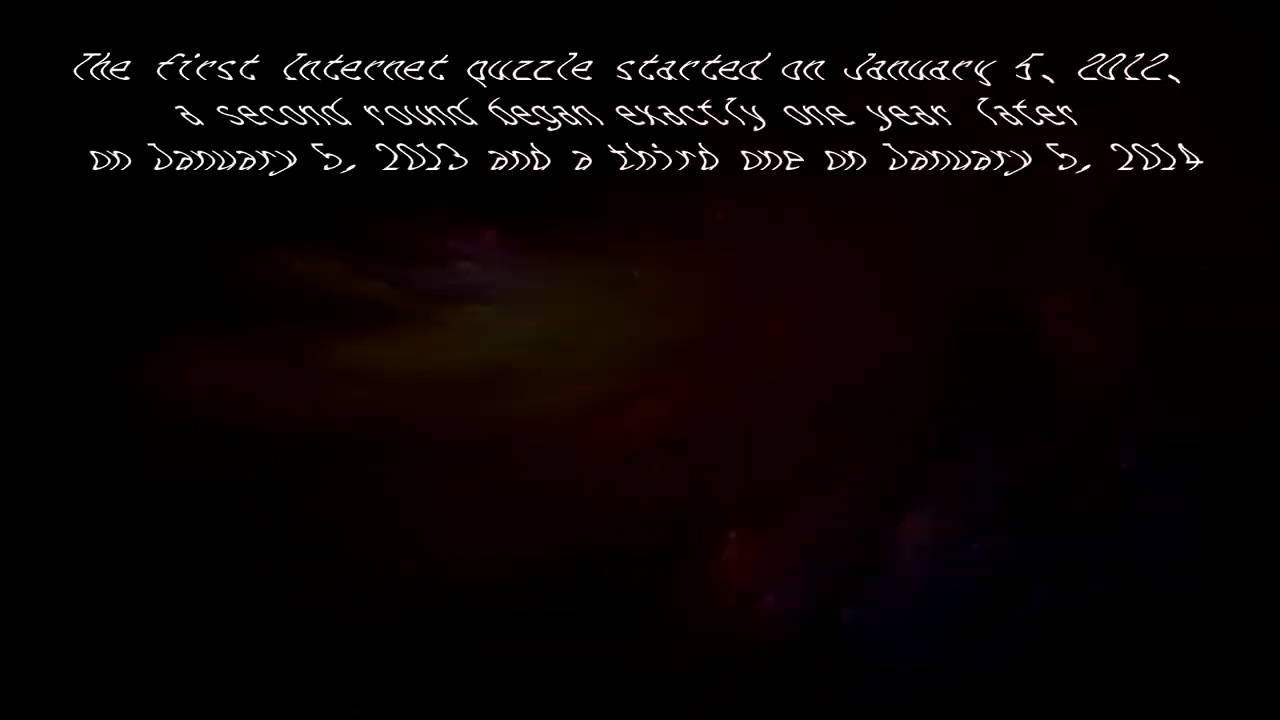 The first Internet puzzle started on January 5, 2012,
a second round began exactly one year later
on January 5, 2013 and a third one on January 5, 2014